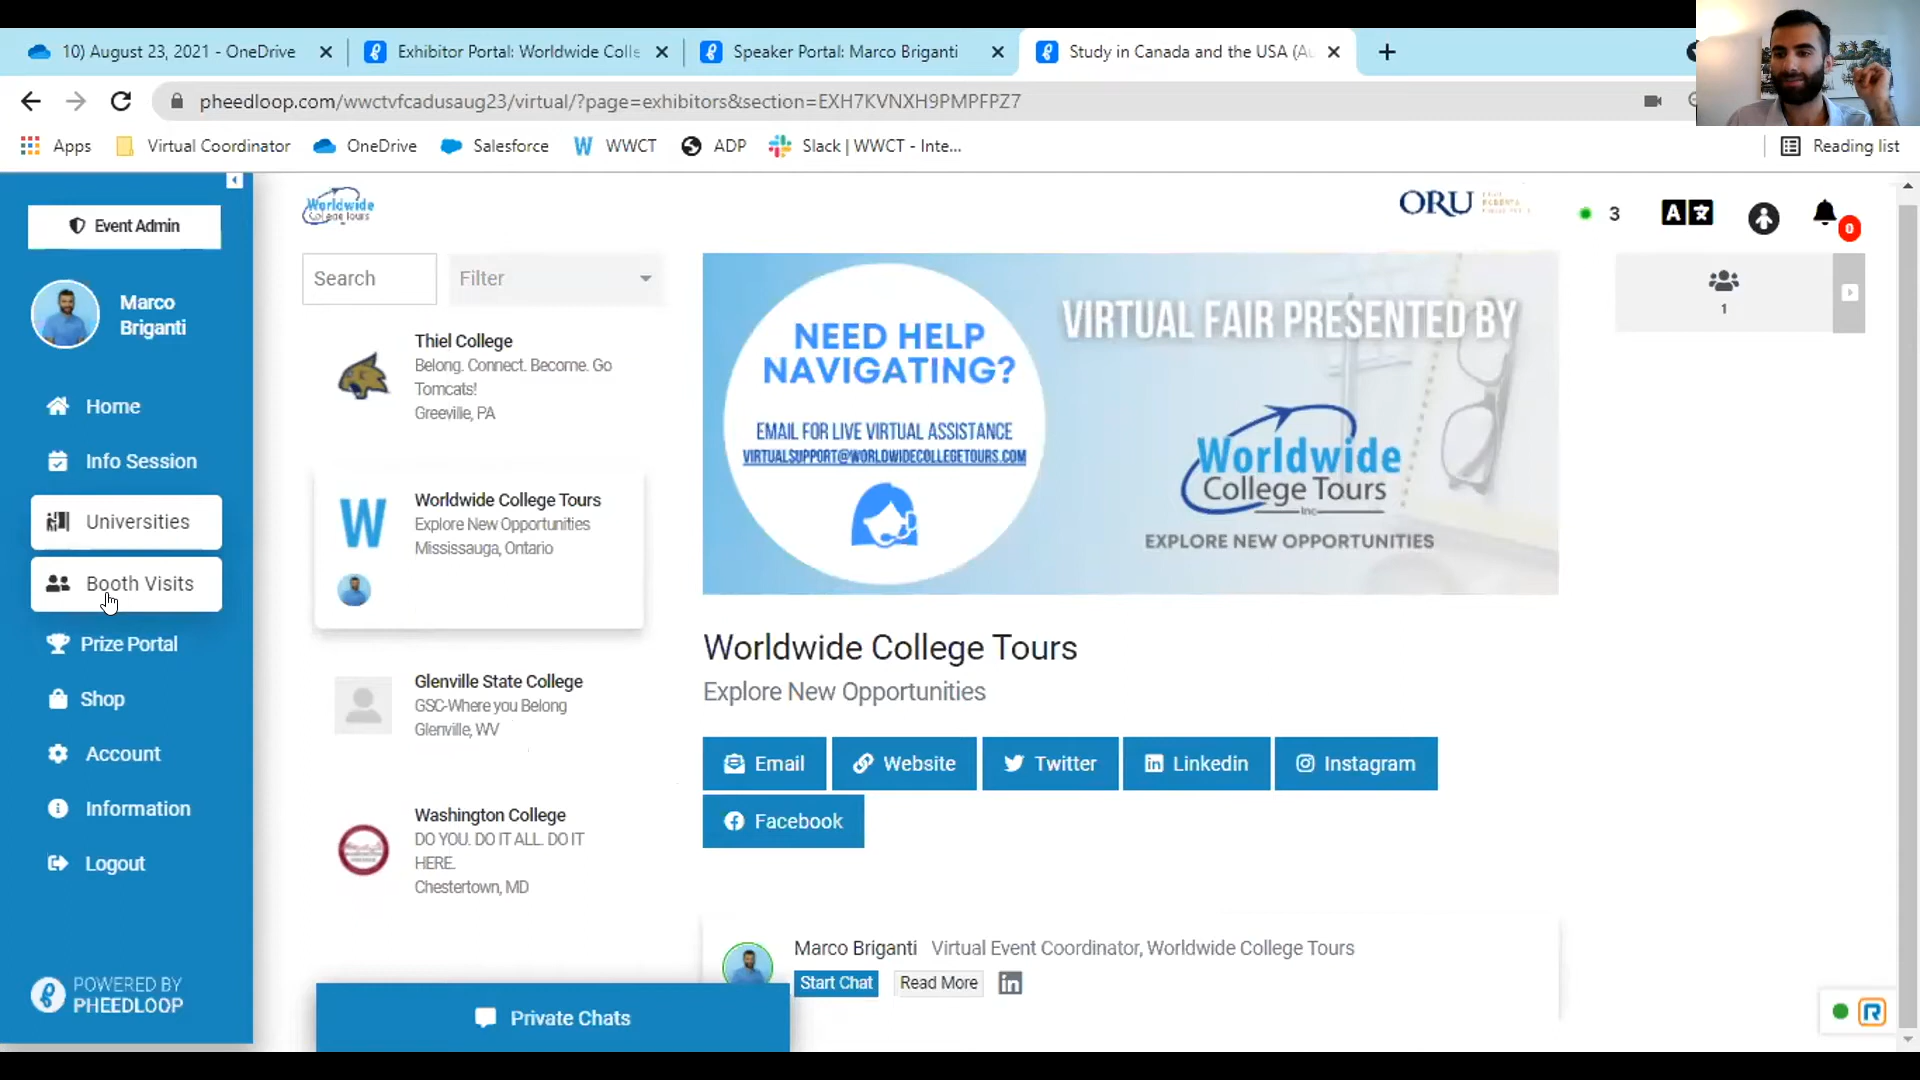 10) August 23, 2021 - OneDrive
Exhibitor Portal: Worldwide Colle
Speaker Portal: Marco Briganti
Study in Canada and the USA (Au
pheedloop.com/wwctvfcadusaug23/virtual/?page=exhibitors&section=EXH7KVNXH9PMPFPZ7
Apps
Virtual Coordinator
OneDrive
Salesforce
W WWCT
ADP
Slack | WWCT - Inte...
Reading list
Event Admin
Marco
Briganti
Home
Info Session
Universities
Booth Visits
Prize Portal
Shop
Account
Information
Logout
POWERED BY
PHEEDLOOP
Worldwide
College Tours
ORU
3
A
0
Search
Filter
Thiel College
Belong. Connect. Become. Go
Tomcats!
Greeville, PA
W
Worldwide College Tours
Explore New Opportunities
Mississauga, Ontario
Glenville State College
GSC-Where you Belong
Glenville, WV
Washington College
DO YOU. DO IT ALL. DO IT
HERE.
Chestertown, MD
Private Chats
NEED HELP
NAVIGATING?
EMAIL FOR LIVE VIRTUAL ASSISTANCE
VIRTUALSUPPORT@WORLDWIDECOLLEGETOURS.COM
VIRTUAL FAIR PRESENTED BY
Worldwide
College Tours
Inc
EXPLORE NEW OPPORTUNITIES
1
Worldwide College Tours
Explore New Opportunities
Email
Website
Twitter
Linkedin
Instagram
Facebook
Marco Briganti Virtual Event Coordinator, Worldwide College Tours
Start Chat
Read More
in
R